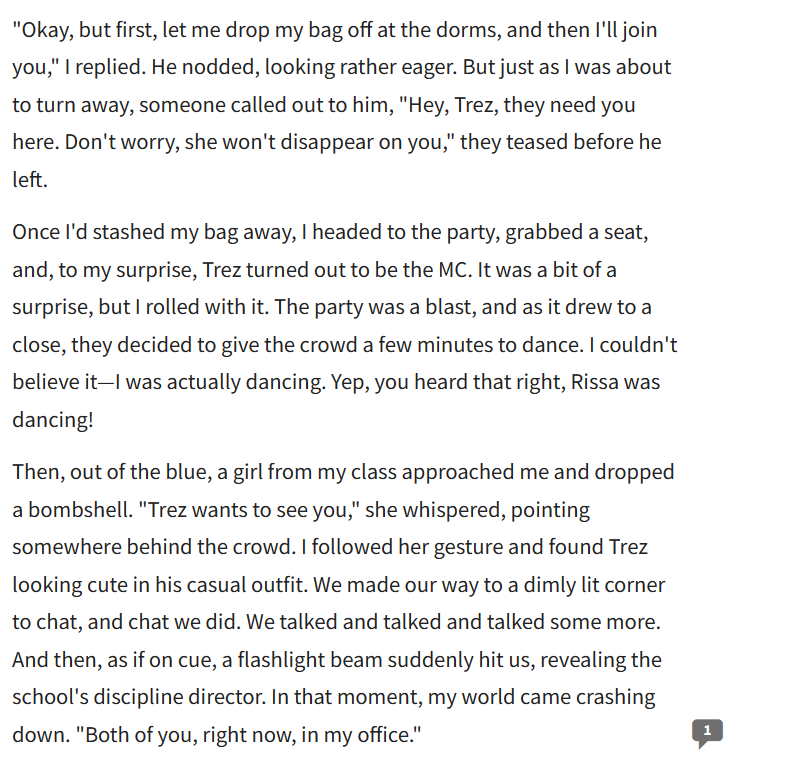 "Okay, but first, let me drop my bag off at the dorms, and then I'll join
you," I replied. He nodded, looking rather eager. But just as I was about
to turn away, someone called out to him, "Hey, Trez, they need you
here. Don't worry, she won't disappear on you," they teased before he
left.
Once I'd stashed my bag away, I headed to the party, grabbed a seat,
and, to my surprise, Trez turned out to be the MC. It was a bit of a
surprise, but I rolled with it. The party was a blast, and as it drew to a
close, they decided to give the crowd a few minutes to dance. I couldn't
believe it—I was actually dancing. Yep, you heard that right, Rissa was
dancing!
Then, out of the blue, a girl from my class approached me and dropped
a bombshell. "Trez wants to see you," she whispered, pointing
somewhere behind the crowd. I followed her gesture and found Trez
looking cute in his casual outfit. We made our way to a dimly lit corner
to chat, and chat we did. We talked and talked and talked some more.
And then, as if on cue, a flashlight beam suddenly hit us, revealing the
school's discipline director. In that moment, my world came crashing
down. "Both of you, right now, in my office."
1